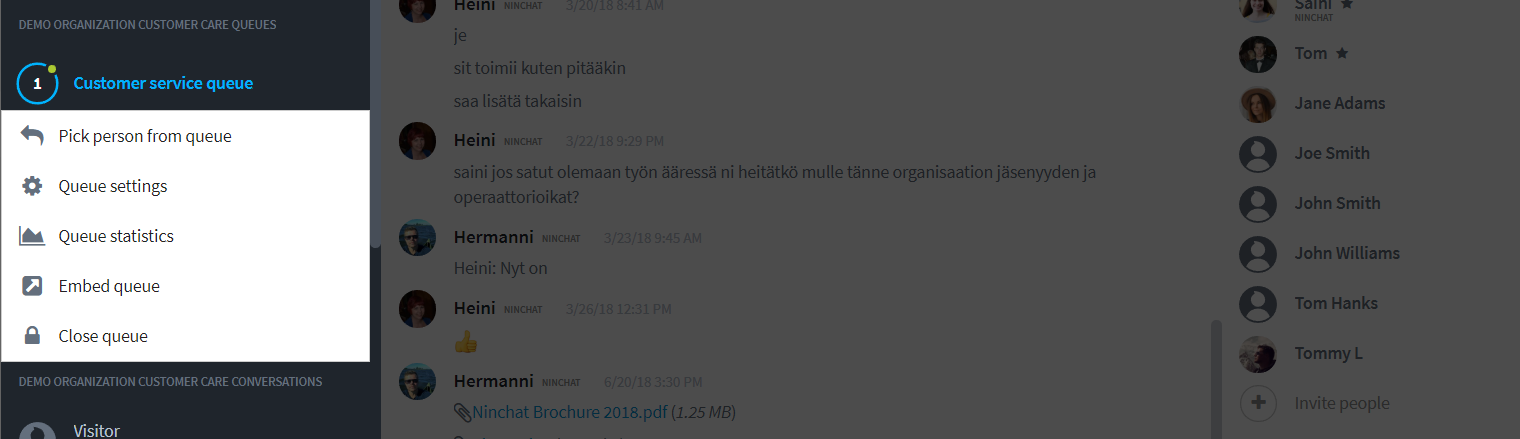 DEMO ORGANIZATION CUSTOMER CARE QUEUES
1 Customer service queue
Pick person from queue
Queue settings
Queue statistics
Embed queue
Close queue
DEMO ORGANIZATION CUSTOMER CARE CONVERSATIONS
Visitor
Heini NINCHAT 3/20/18 8:41 AM
je
sit toimii kuten pitääkin
saa lisätä takaisin
Heini NINCHAT 3/22/18 9:29 PM
saini jos satut olemaan työn ääressä ni heitätkö mulle tänne organisaation jäsenyyden ja
operaattorioikat?
Hermanni NINCHAT 3/23/18 9:45 AM
Heini: Nyt on
Heini NINCHAT 3/26/18 12:31 PM
👍
Hermanni NINCHAT 6/20/18 3:30 PM
Ninchat Brochure 2018.pdf (1.25 MB)
Saini
NINCHAT
Tom
Jane Adams
Joe Smith
John Smith
John Williams
Tom Hanks
Tommy L
Invite people